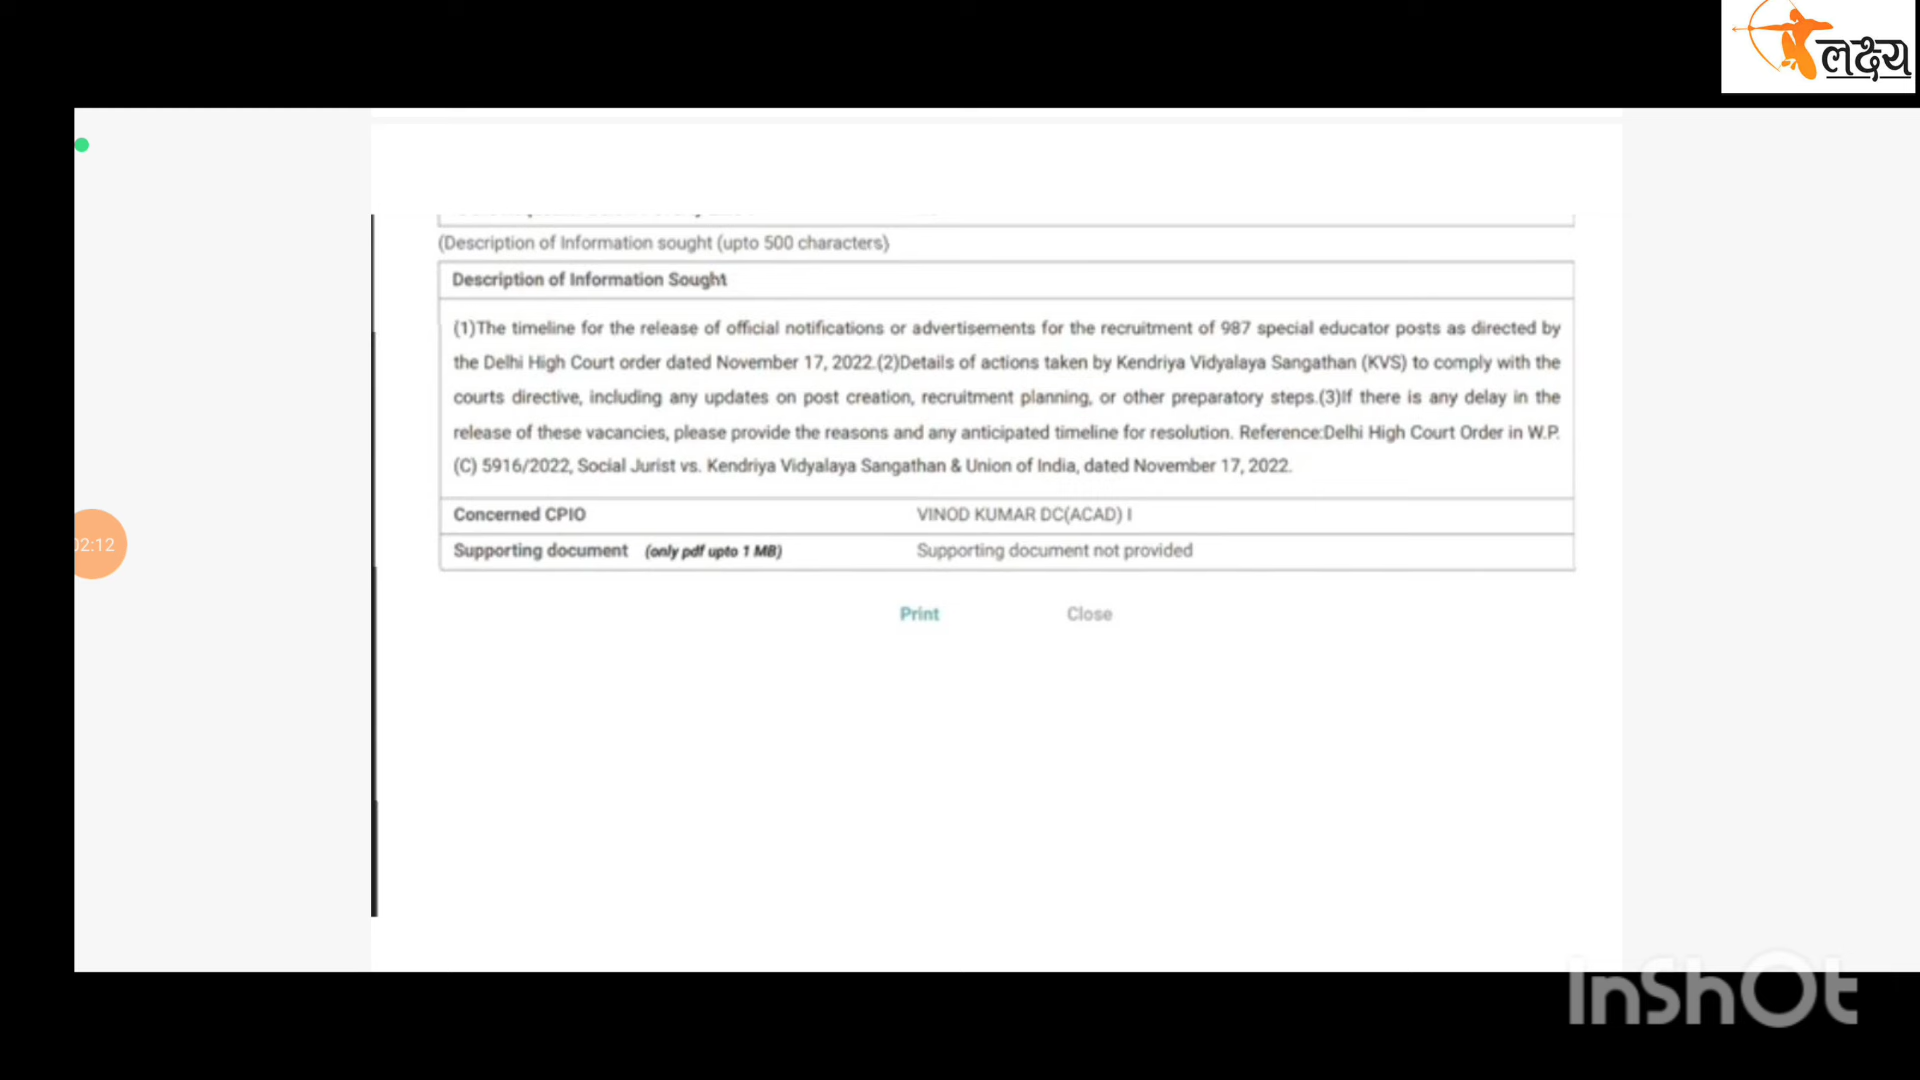 लक्ष्य
(Description of Information sought (upto 500 characters)
Description of Information Sought
(1)The timeline for the release of official notifications or advertisements for the recruitment of 987 special educator posts as directed by
the Delhi High Court order dated November 17, 2022.(2)Details of actions taken by Kendriya Vidyalaya Sangathan (KVS) to comply with the
courts directive, including any updates on post creation, recruitment planning, or other preparatory steps.(3)If there is any delay in the
release of these vacancies, please provide the reasons and any anticipated timeline for resolution. Reference:Delhi High Court Order in W.P.
(C) 5916/2022, Social Jurist vs. Kendriya Vidyalaya Sangathan & Union of India, dated November 17, 2022.
Concerned CPIO VINOD KUMAR DC(ACAD) I
02:12
Supporting document (only pdf upto 1 MB) Supporting document not provided
Print Close
InShOt